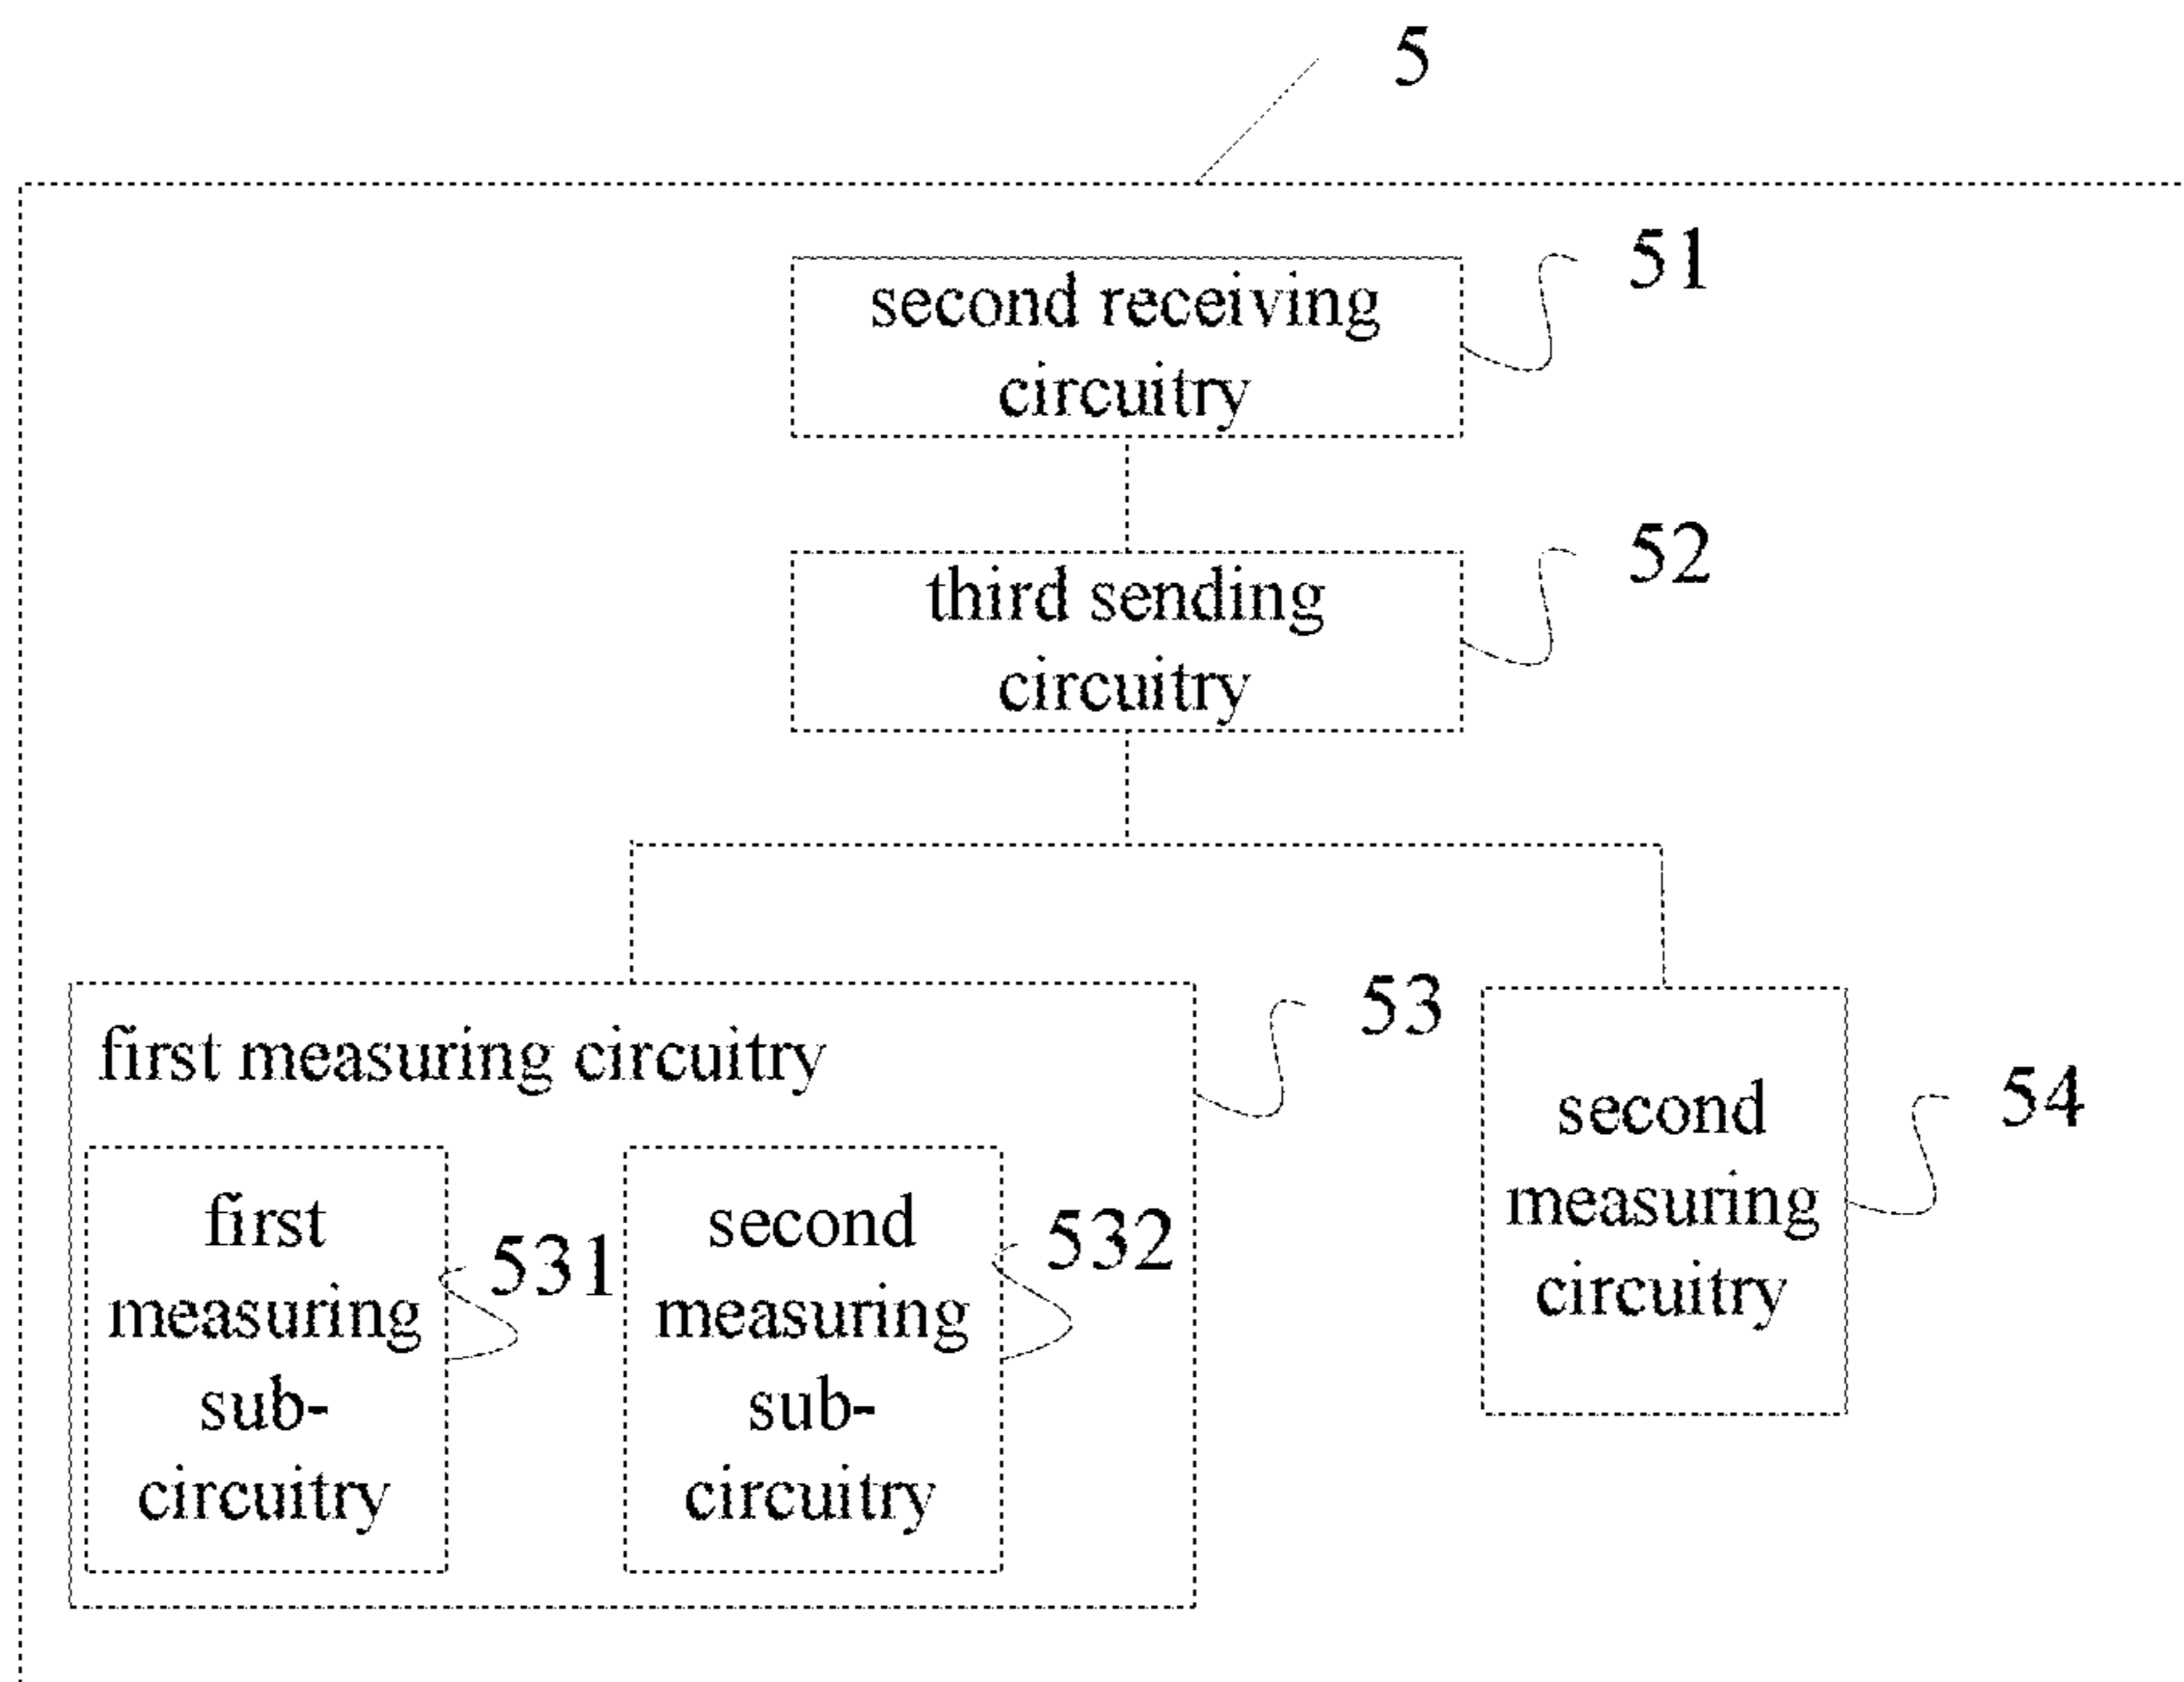 5
second receiving
circuitry
51
third sending
circuitry
52
first measuring circuitry
53
first
measuring
sub-
circuitry
531
second
measuring
sub-
circuitry
532
second
measuring
circuitry
54